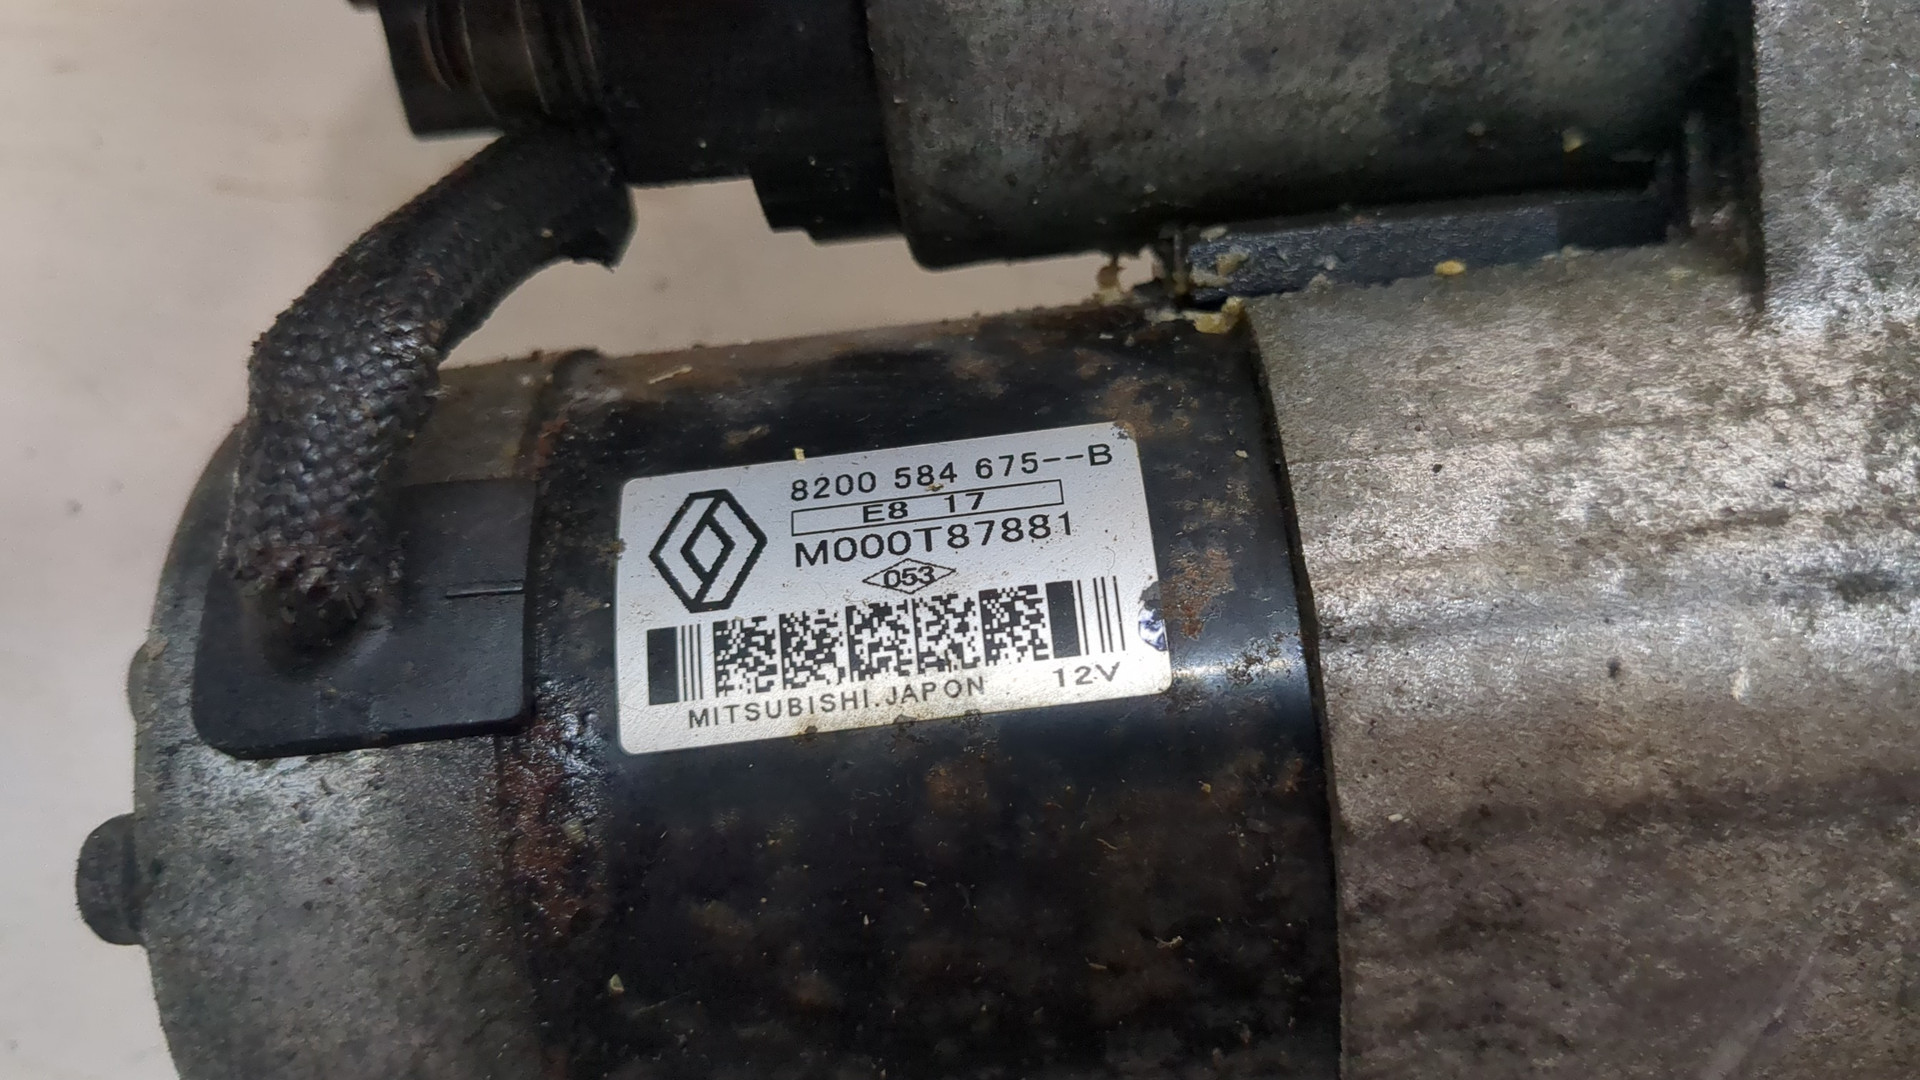 8200 584 675--B
E8 17
M000T87881
053
MITSUBISHI.JAPON 12V